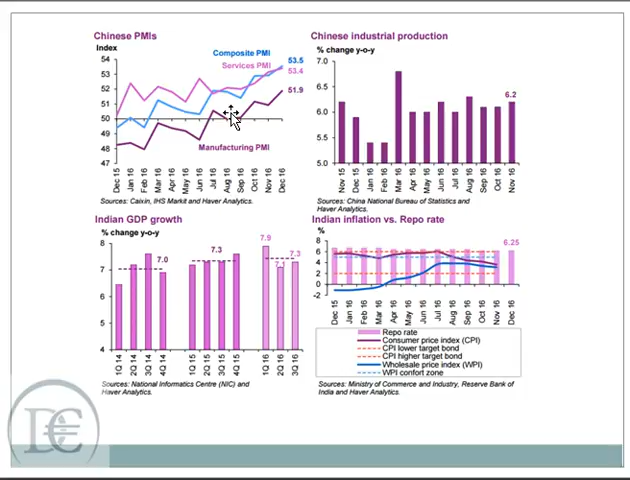 Chinese PMIs
Index
Composite PMI
53.5
Services PMI
53.4
51.9
Manufacturing PMI
54
53
52
51
50
49
48
47
Dec 15
Jan 16
Feb 16
Mar 16
Apr 16
May 16
Jun 16
Jul 16
Aug 16
Sep 16
Oct 16
Nov 16
Dec 16
Sources: Caixin, IHS Markit and Haver Analytics.
Chinese industrial production
% change y-o-y
7.0
6.5
6.0
5.5
5.0
6.2
Nov 15
Dec 15
Jan 16
Feb 16
Mar 16
Apr 16
May 16
Jun 16
Jul 16
Aug 16
Sep 16
Oct 16
Nov 16
Sources: China National Bureau of Statistics and
Haver Analytics.
Indian GDP growth
% change y-o-y
8
7
6
5
4
7.0
7.3
7.9
7.1
7.3
1Q 14
2Q 14
3Q 14
4Q 14
1Q 15
2Q 15
3Q 15
4Q 15
1Q 16
2Q 16
3Q 16
Sources: National Informatics Centre (NIC) and
Haver Analytics.
Indian inflation vs. Repo rate
%
8
6
4
2
0
-2
6.25
Dec 15
Jan 16
Feb 16
Mar 16
Apr 16
May 16
Jun 16
Jul 16
Aug 16
Sep 16
Oct 16
Nov 16
Dec 16
Repo rate
Consumer price index (CPI)
CPI lower target bond
CPI higher target bond
Wholesale price index (WPI)
WPI confort zone
Sources: Ministry of Commerce and Industry, Reserve Bank of
India and Haver Analytics.